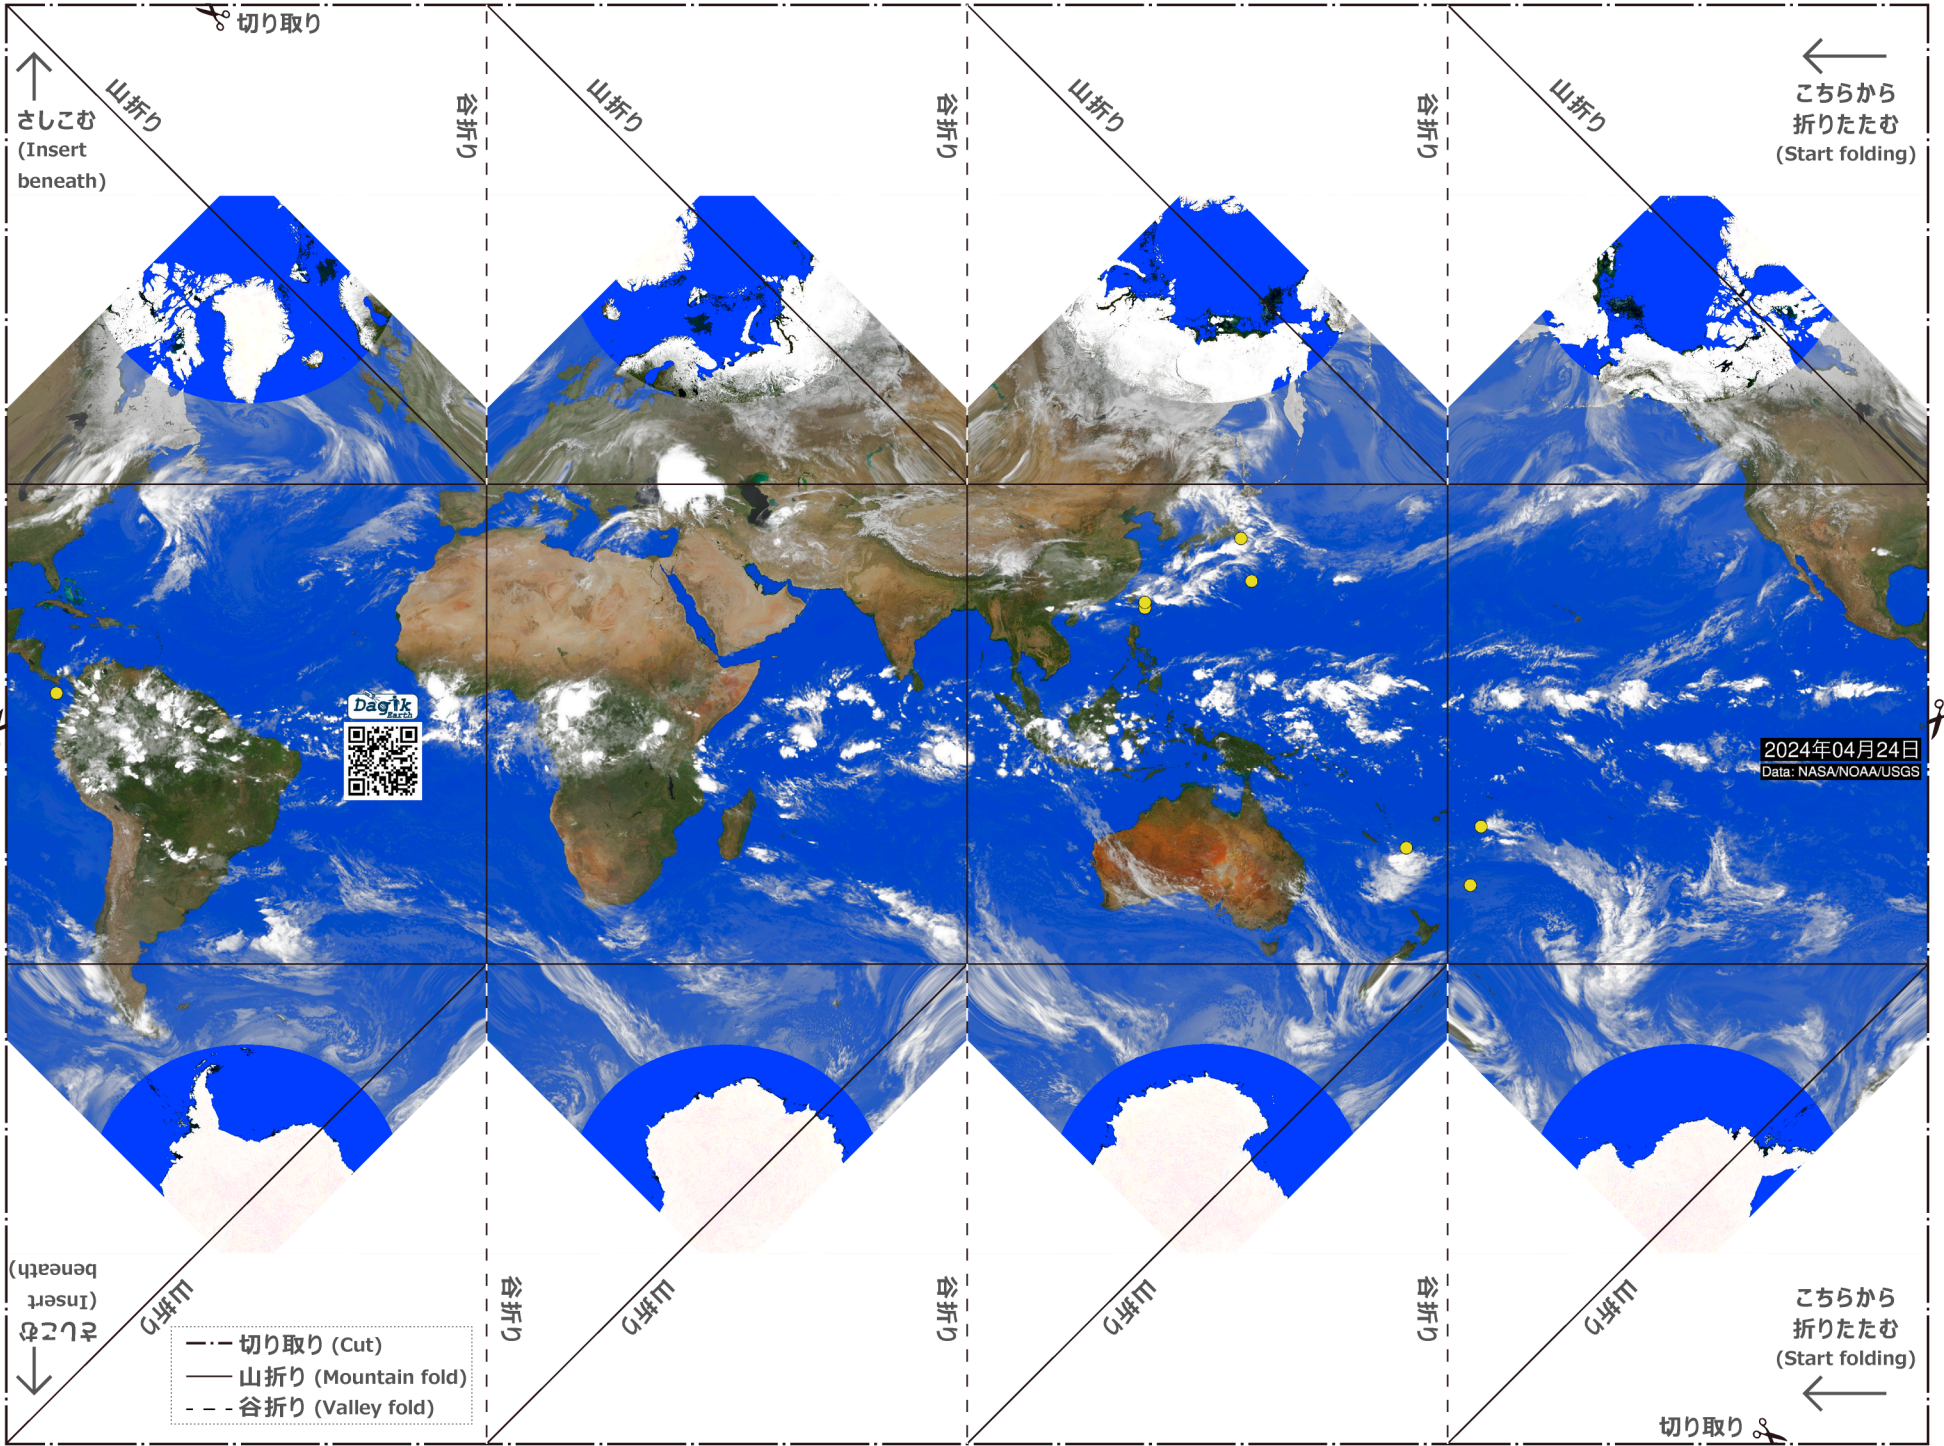 切り取り
山折り
谷折り
山折り
谷折り
山折り
谷折り
山折り
さしこむ
(Insert
beneath)
こちらから
折りたたむ
(Start folding)
Dagik
Earth
2024年04月24日
Data: NASA/NOAA/USGS
さしこむ
(Insert
beneath)
山折り
谷折り
山折り
谷折り
山折り
谷折り
山折り
こちらから
折りたたむ
(Start folding)
切り取り (Cut)
山折り (Mountain fold)
谷折り (Valley fold)
切り取り